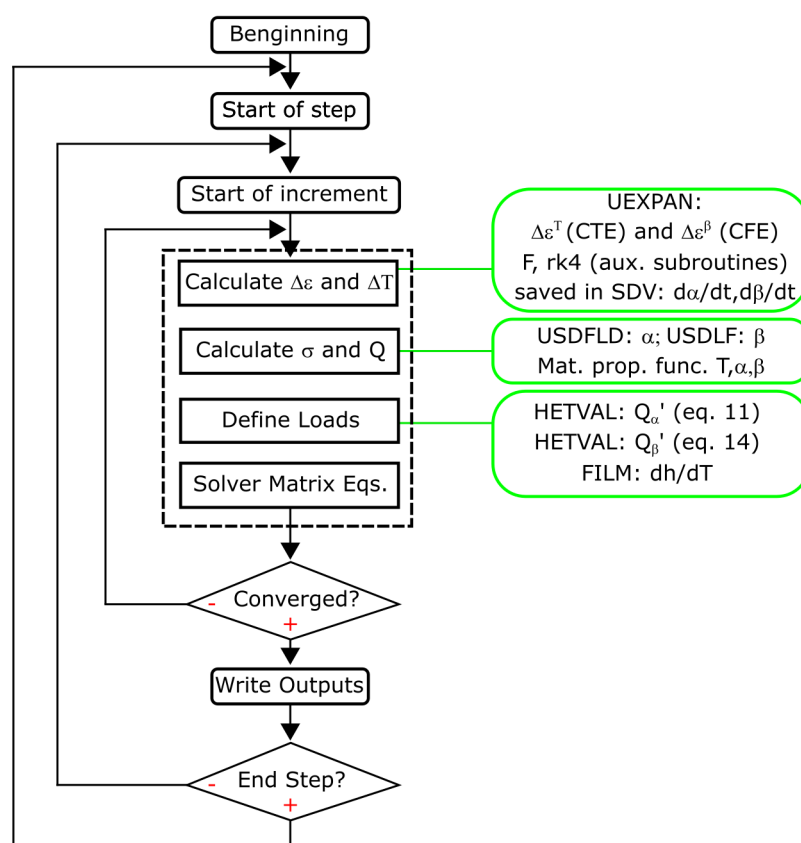 Benginning
Start of step
Start of increment
Calculate Δε and ΔT
Calculate σ and Q
Define Loads
Solver Matrix Eqs.
- Converged?
+
Write Outputs
- End Step?
+
UEXPAN:
Δεᵀ (CTE) and Δεᵝ (CFE)
F, rk4 (aux. subroutines)
saved in SDV: dα/dt,dβ/dt
USDFLD: α; USDLF: β
Mat. prop. func. T,α,β
HETVAL: Qα' (eq. 11)
HETVAL: Qβ' (eq. 14)
FILM: dh/dT